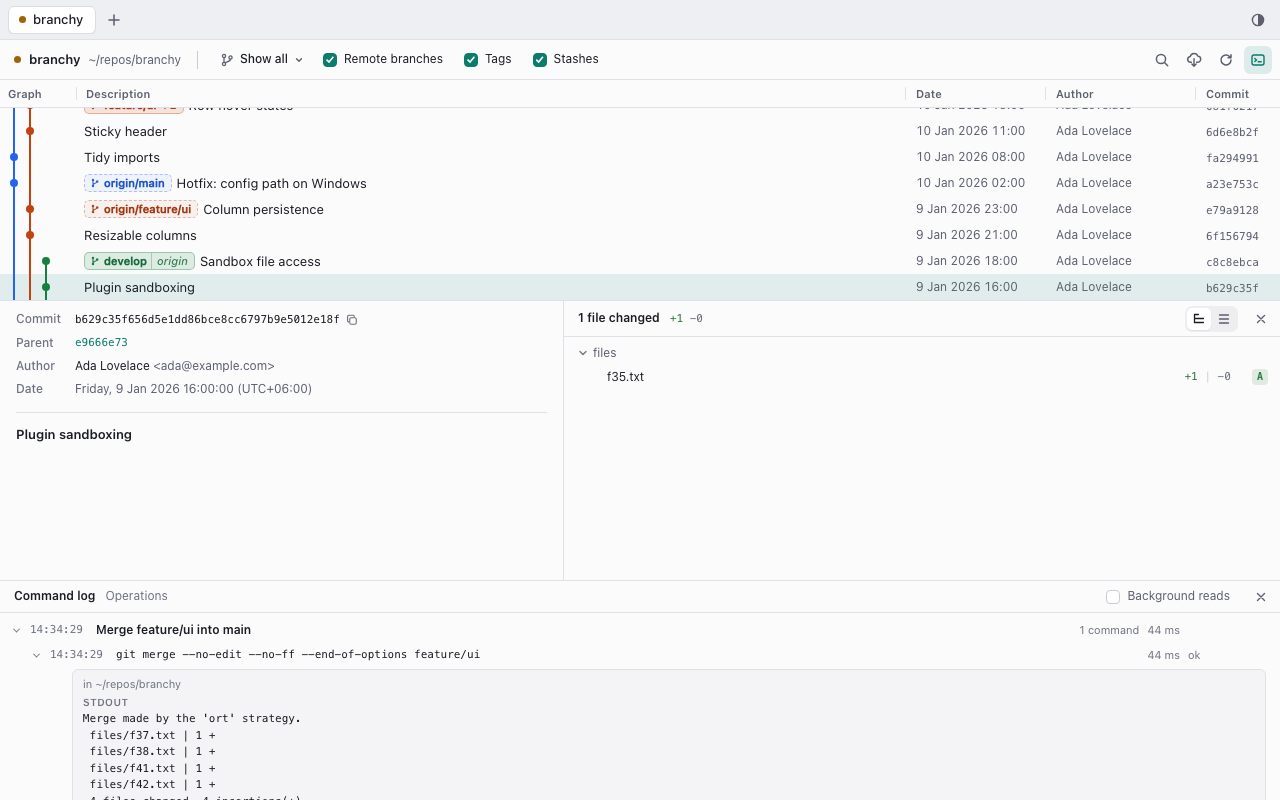 branchy
branchy ~/repos/branchy Show all Remote branches Tags Stashes
Graph Description Date Author Commit
Sticky header 10 Jan 2026 11:00 Ada Lovelace 6d6e8b2f
Tidy imports 10 Jan 2026 08:00 Ada Lovelace fa294991
origin/main Hotfix: config path on Windows 10 Jan 2026 02:00 Ada Lovelace a23e753c
origin/feature/ui Column persistence 9 Jan 2026 23:00 Ada Lovelace e79a9128
Resizable columns 9 Jan 2026 21:00 Ada Lovelace 6f156794
develop origin Sandbox file access 9 Jan 2026 18:00 Ada Lovelace c8c8ebca
Plugin sandboxing 9 Jan 2026 16:00 Ada Lovelace b629c35f
Commit b629c35f656d5e1dd86bce8cc6797b9e5012e18f
Parent e9666e73
Author Ada Lovelace <ada@example.com>
Date Friday, 9 Jan 2026 16:00:00 (UTC+06:00)
Plugin sandboxing
1 file changed +1 −0
files
f35.txt +1 | −0 A
Command log Operations Background reads
14:34:29 Merge feature/ui into main 1 command 44 ms
14:34:29 git merge --no-edit --no-ff --end-of-options feature/ui 44 ms ok
in ~/repos/branchy
STDOUT
Merge made by the 'ort' strategy.
files/f37.txt | 1 +
files/f38.txt | 1 +
files/f41.txt | 1 +
files/f42.txt | 1 +
4 files changed, 4 insertions(+)